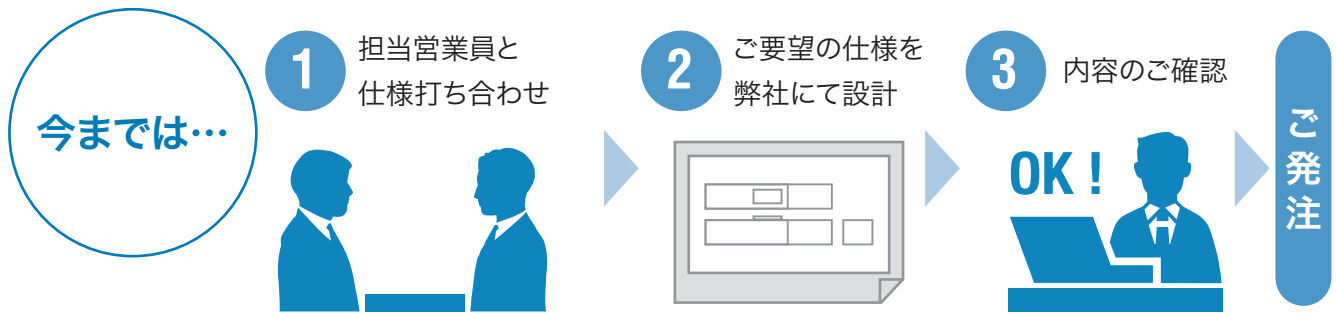 今までは…
1
担当営業員と
仕様打ち合わせ
2
ご要望の仕様を
弊社にて設計
3
内容のご確認
OK !
ご発注